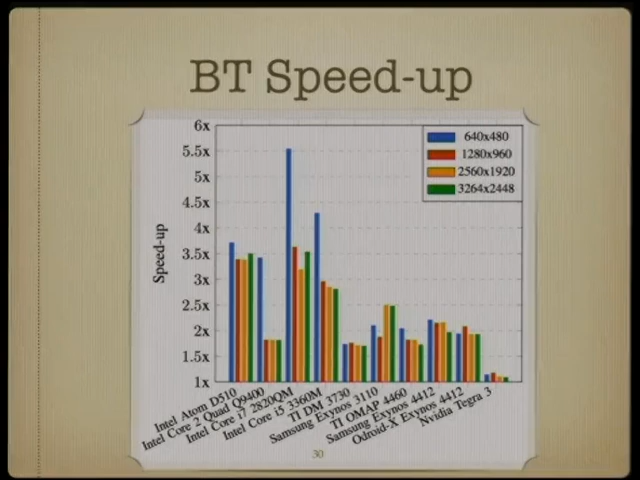 BT Speed-up
6x
5.5x
5x
4.5x
4x
3.5x
3x
2.5x
2x
1.5x
1x
Speed-up
640x480
1280x960
2560x1920
3264x2448
Intel Atom D510
Intel Core 2 Quad Q9400
Intel Core i7 2820QM
Intel Core i5 3360M
TI DM 3730
Samsung Exynos 3110
TI OMAP 4460
Samsung Exynos 4412
Odroid-X Exynos 4412
Nvidia Tegra 3
30